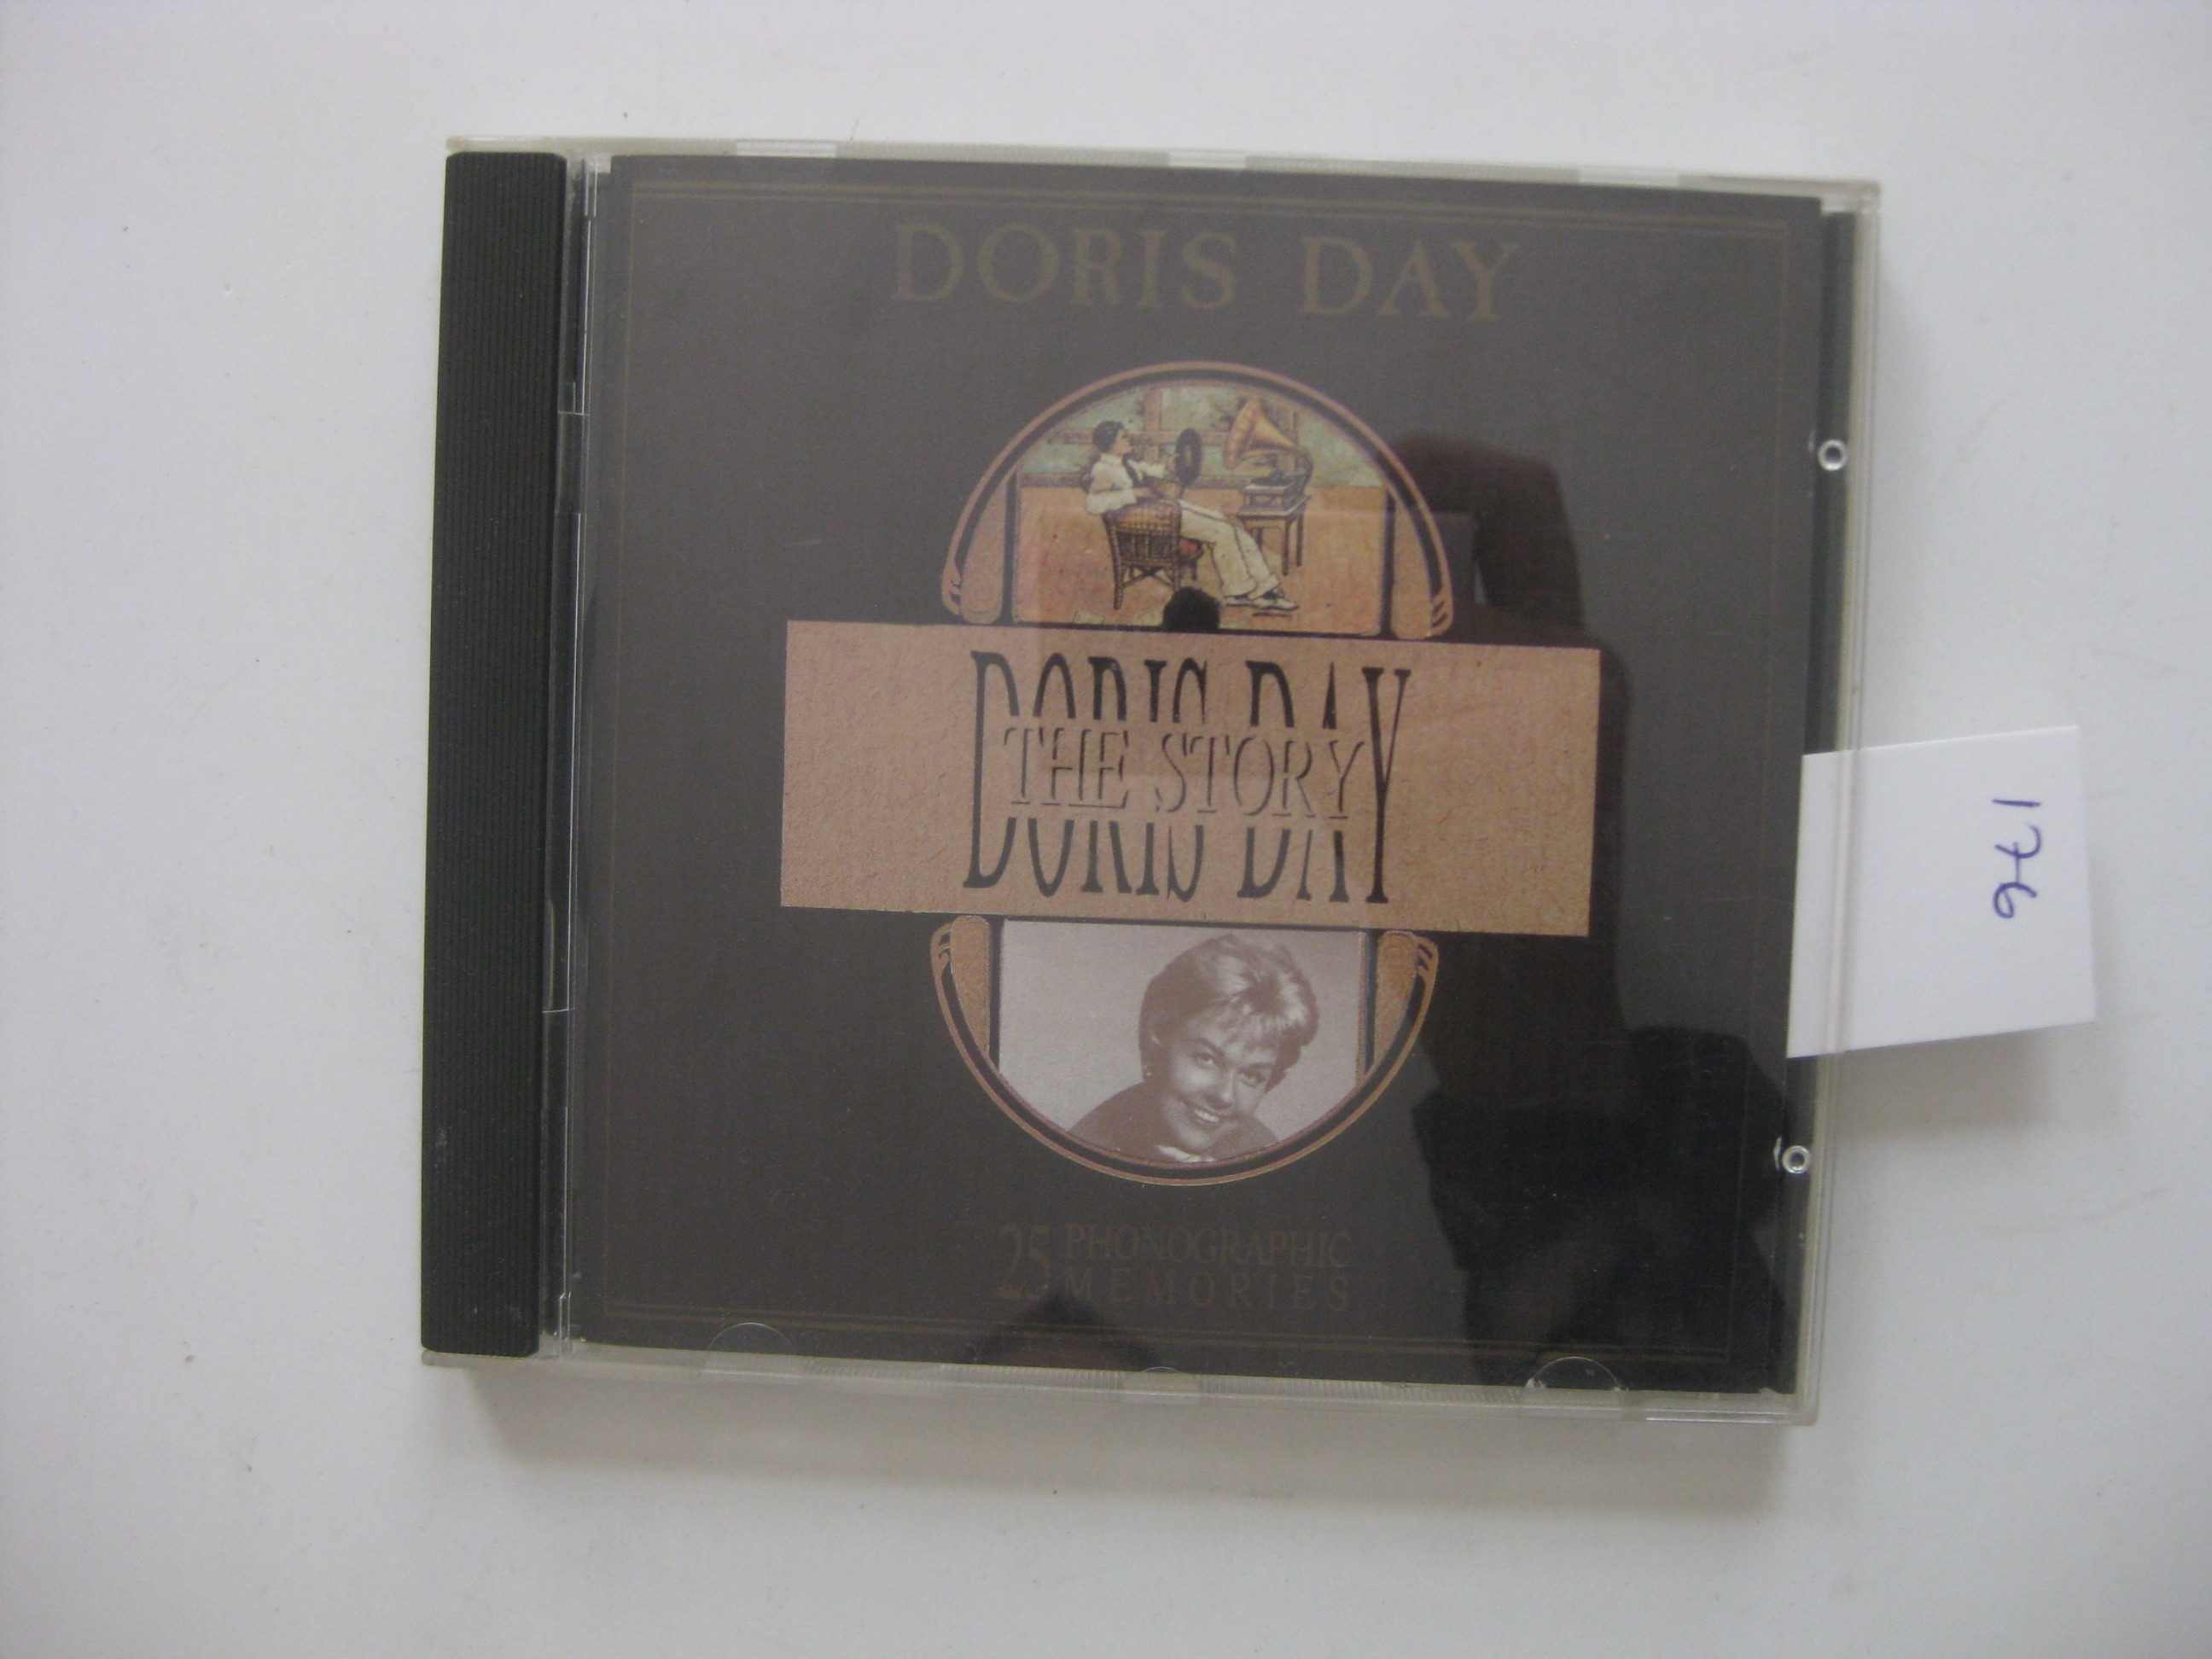 DORIS DAY
DORIS DAY
THE STORY
25 PHONOGRAPHIC
MEMORIES
176